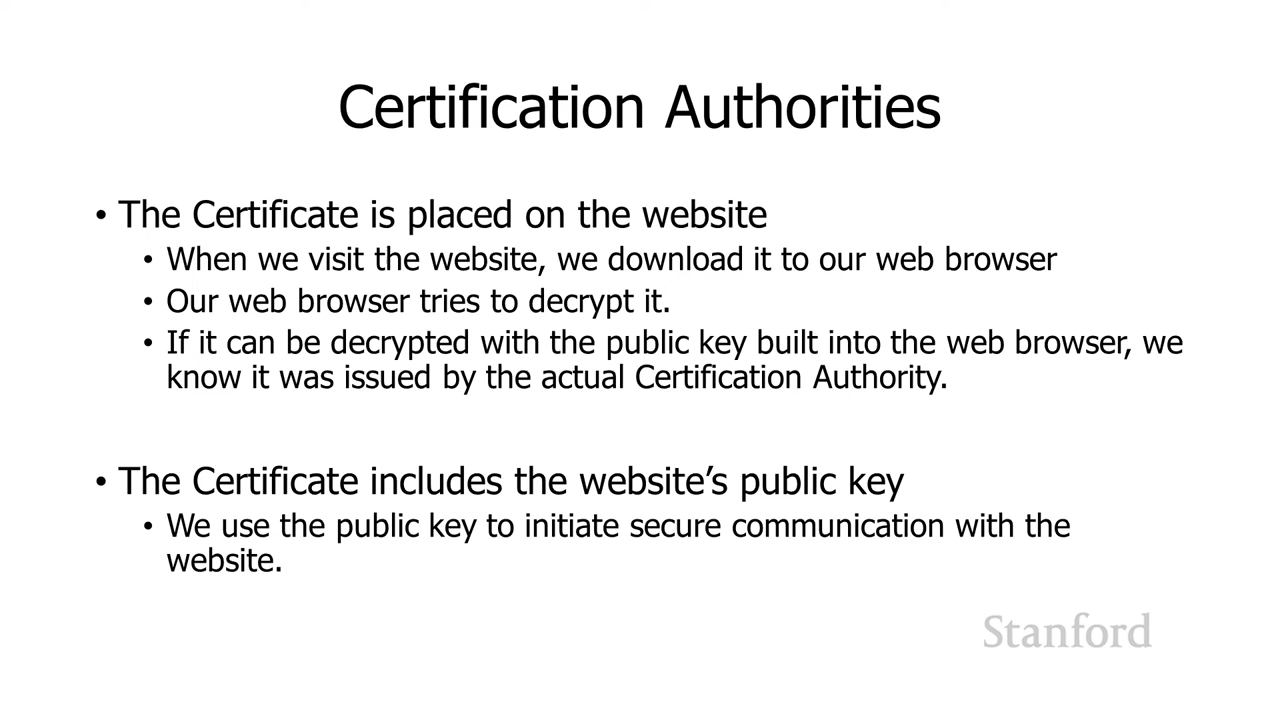 Certification Authorities
• The Certificate is placed on the website
• When we visit the website, we download it to our web browser
• Our web browser tries to decrypt it.
• If it can be decrypted with the public key built into the web browser, we
know it was issued by the actual Certification Authority.
• The Certificate includes the website’s public key
• We use the public key to initiate secure communication with the
website.
Stanford